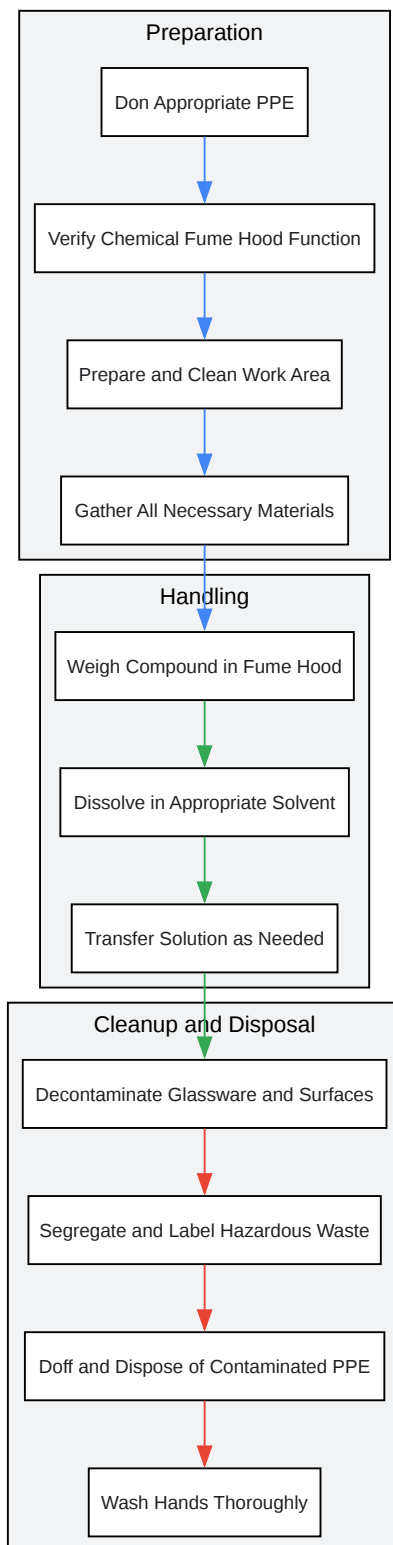 Preparation
Don Appropriate PPE
Verify Chemical Fume Hood Function
Prepare and Clean Work Area
Gather All Necessary Materials
Handling
Weigh Compound in Fume Hood
Dissolve in Appropriate Solvent
Transfer Solution as Needed
Cleanup and Disposal
Decontaminate Glassware and Surfaces
Segregate and Label Hazardous Waste
Doff and Dispose of Contaminated PPE
Wash Hands Thoroughly